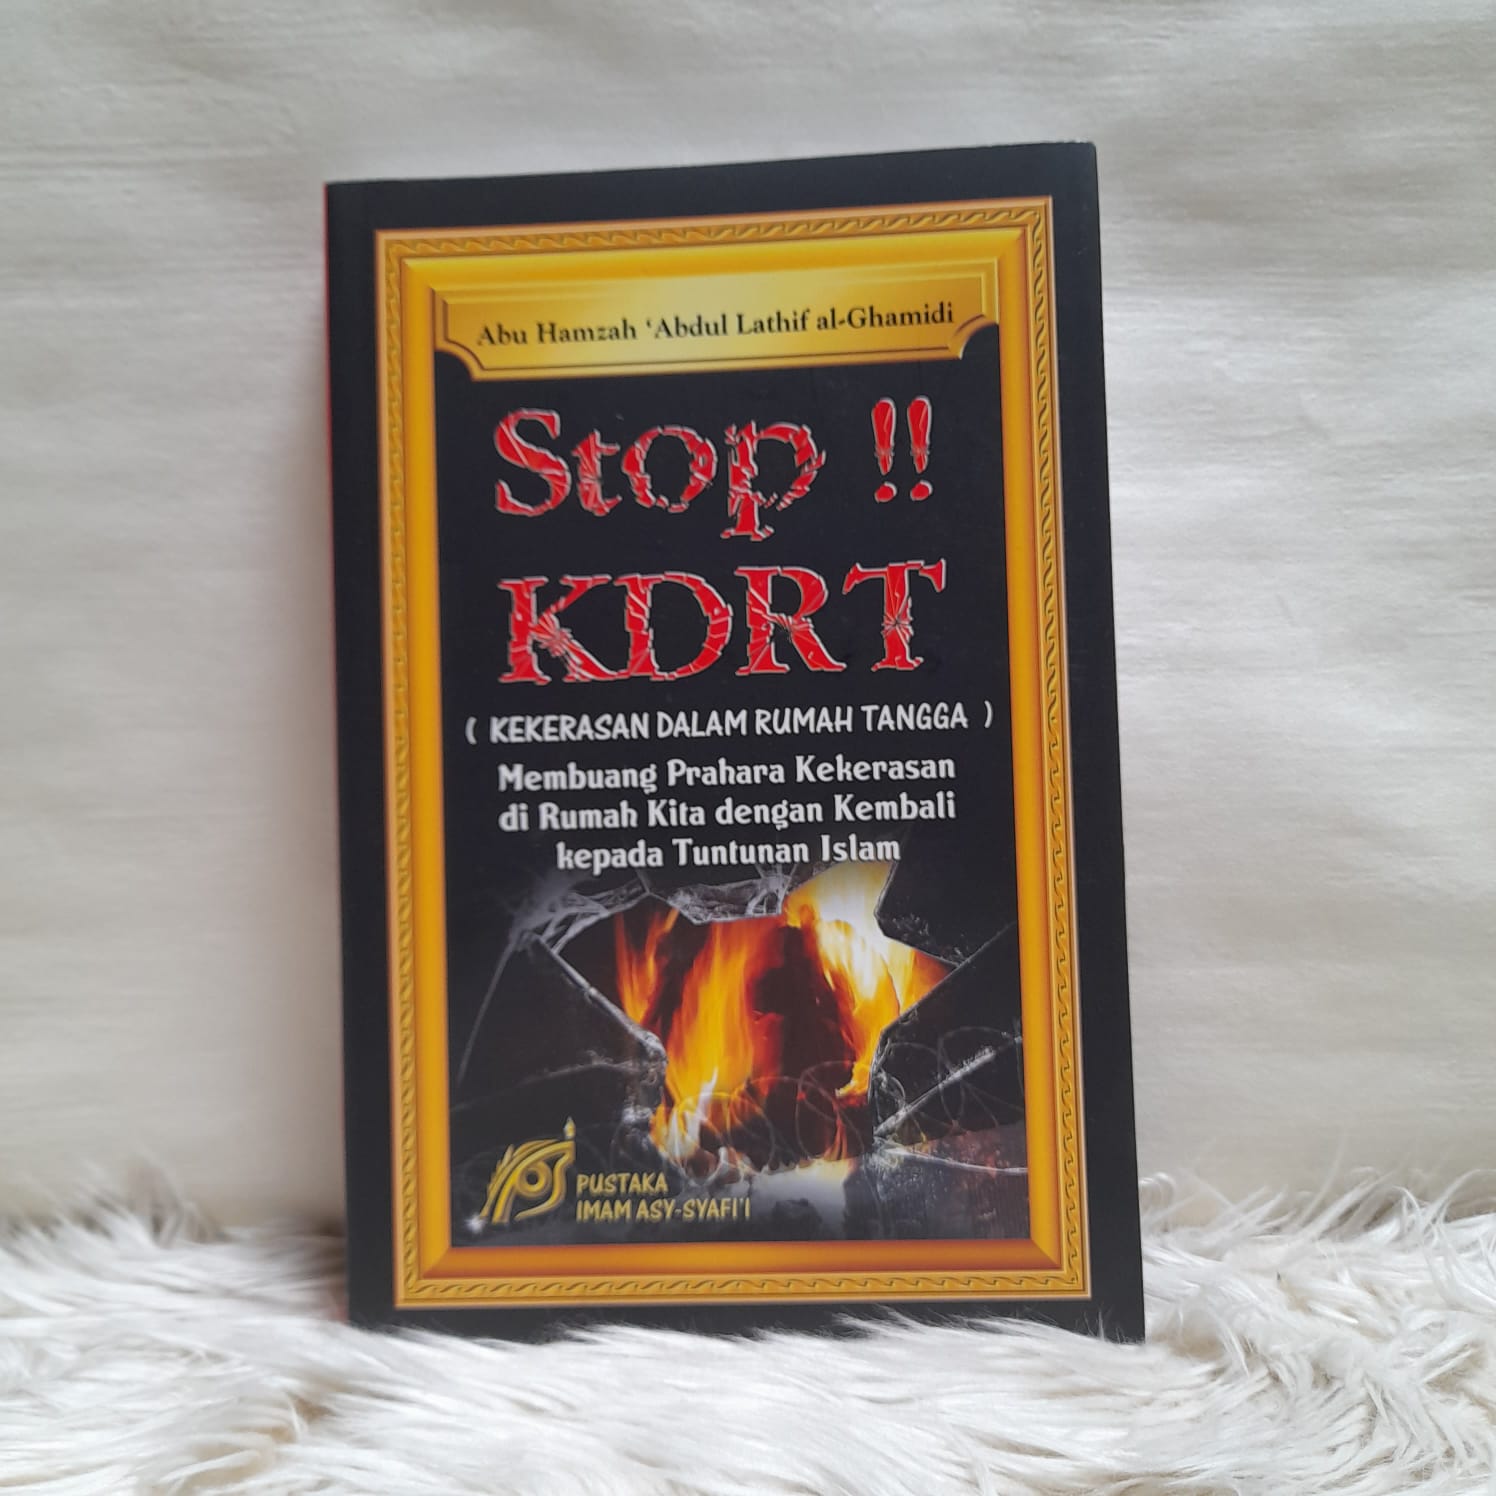 Abu Hamzah ‘Abdul Lathif al-Ghamidi
Stop !!
KDRT
( KEKERASAN DALAM RUMAH TANGGA )
Membuang Prahara Kekerasan
di Rumah Kita dengan Kembali
kepada Tuntunan Islam
PUSTAKA
IMAM ASY-SYAFI'I